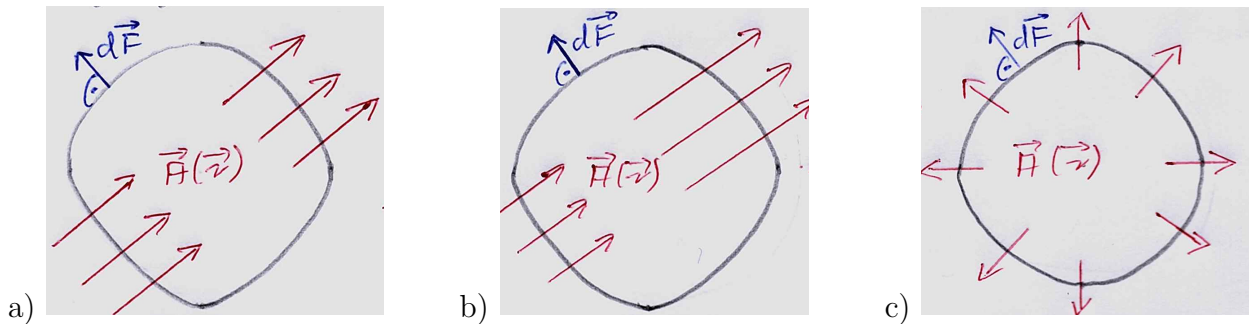 a) dF⃗ A⃗(r⃗)
b) dF⃗ A⃗(r⃗)
c) dF⃗ A⃗(r⃗)